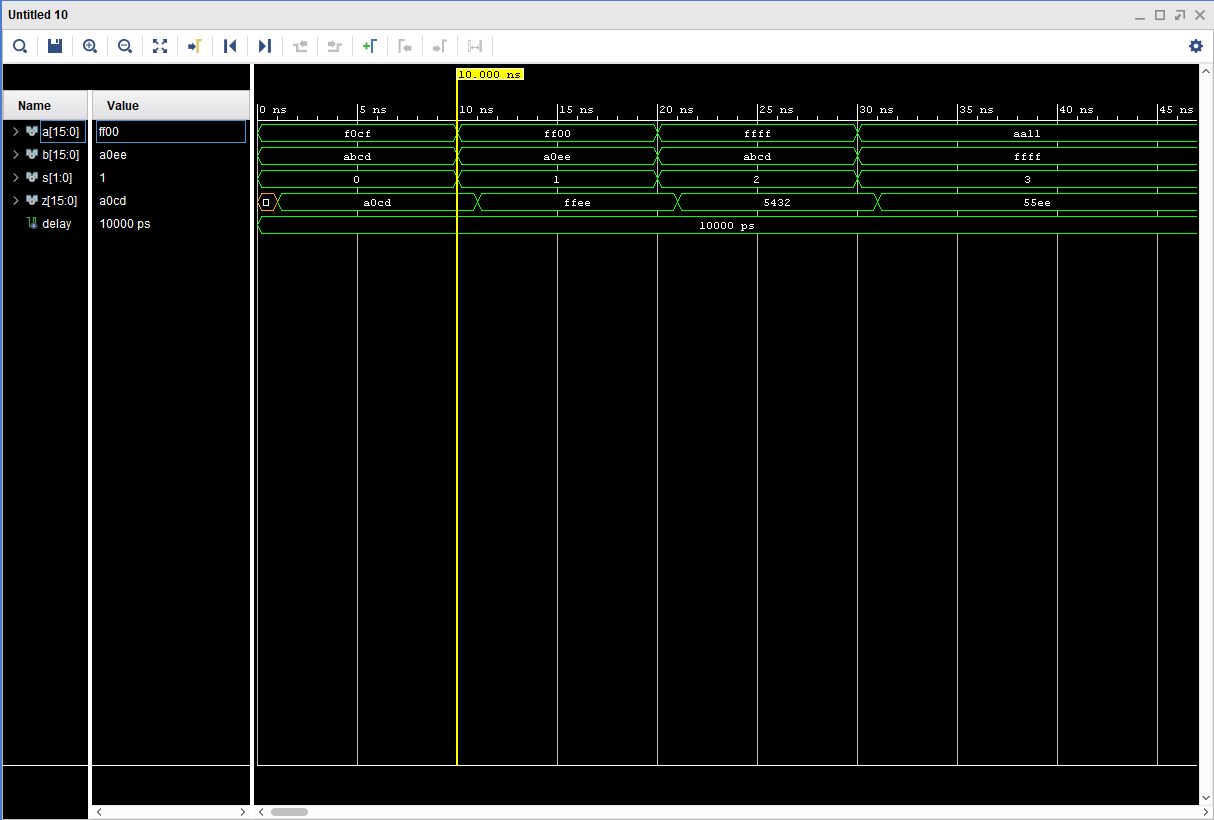 Untitled 10
10.000 ns
Name Value 0 ns 5 ns 10 ns 15 ns 20 ns 25 ns 30 ns 35 ns 40 ns 45 ns
a[15:0] ff00 f0cf ff00 ffff aa11
b[15:0] a0ee abcd a0ee abcd ffff
s[1:0] 1 0 1 2 3
z[15:0] a0cd a0cd ffee 5432 55ee
delay 10000 ps 10000 ps